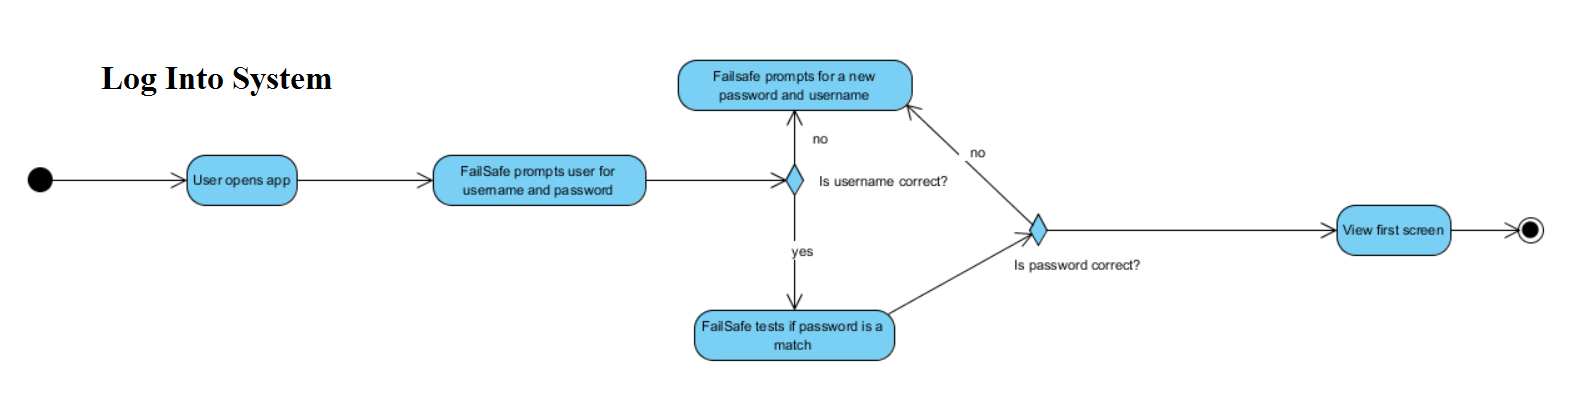 Log Into System
User opens app
FailSafe prompts user for
username and password
Failsafe prompts for a new
password and username
no
Is username correct?
yes
FailSafe tests if password is a
match
no
Is password correct?
View first screen